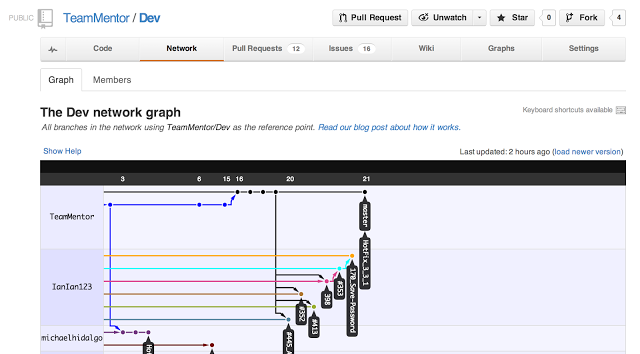 PUBLIC TeamMentor / Dev Pull Request Unwatch Star 0 Fork 4
Code Network Pull Requests 12 Issues 16 Wiki Graphs Settings
Graph Members
The Dev network graph
Keyboard shortcuts available
All branches in the network using TeamMentor/Dev as the reference point. Read our blog post about how it works.
Show Help
Last updated: 2 hours ago (load newer version)
3 6 15 16 20 21
TeamMentor
master
HotFix_3.3.1
IanIan123
170_Save-Password
#353
398
#352
#413
michaelhidalgo